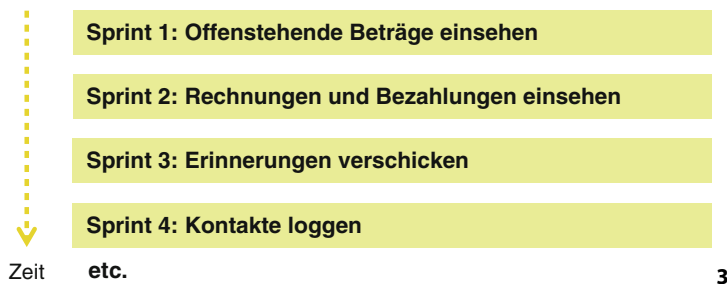 Sprint 1: Offenstehende Beträge einsehen
Sprint 2: Rechnungen und Bezahlungen einsehen
Sprint 3: Erinnerungen verschicken
Sprint 4: Kontakte loggen
Zeit etc.
3